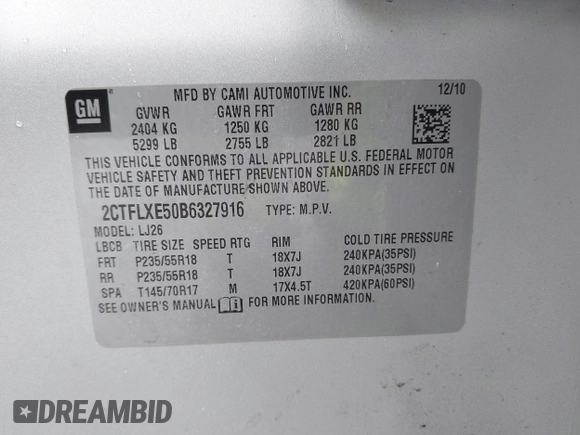 GM
MFD BY CAMI AUTOMOTIVE INC. 12/10
GVWR GAWR FRT GAWR RR
2404 KG 1250 KG 1280 KG
5299 LB 2755 LB 2821 LB
THIS VEHICLE CONFORMS TO ALL APPLICABLE U.S. FEDERAL MOTOR
VEHICLE SAFETY AND THEFT PREVENTION STANDARDS IN EFFECT ON
THE DATE OF MANUFACTURE SHOWN ABOVE.
2CTFLXE50B6327916 TYPE: M.P.V.
MODEL: LJ26
LBCB TIRE SIZE SPEED RTG RIM COLD TIRE PRESSURE
FRT P235/55R18 T 18X7J 240KPA(35PSI)
RR P235/55R18 T 18X7J 240KPA(35PSI)
SPA T145/70R17 M 17X4.5T 420KPA(60PSI)
SEE OWNER'S MANUAL FOR MORE INFORMATION.
DREAMBID